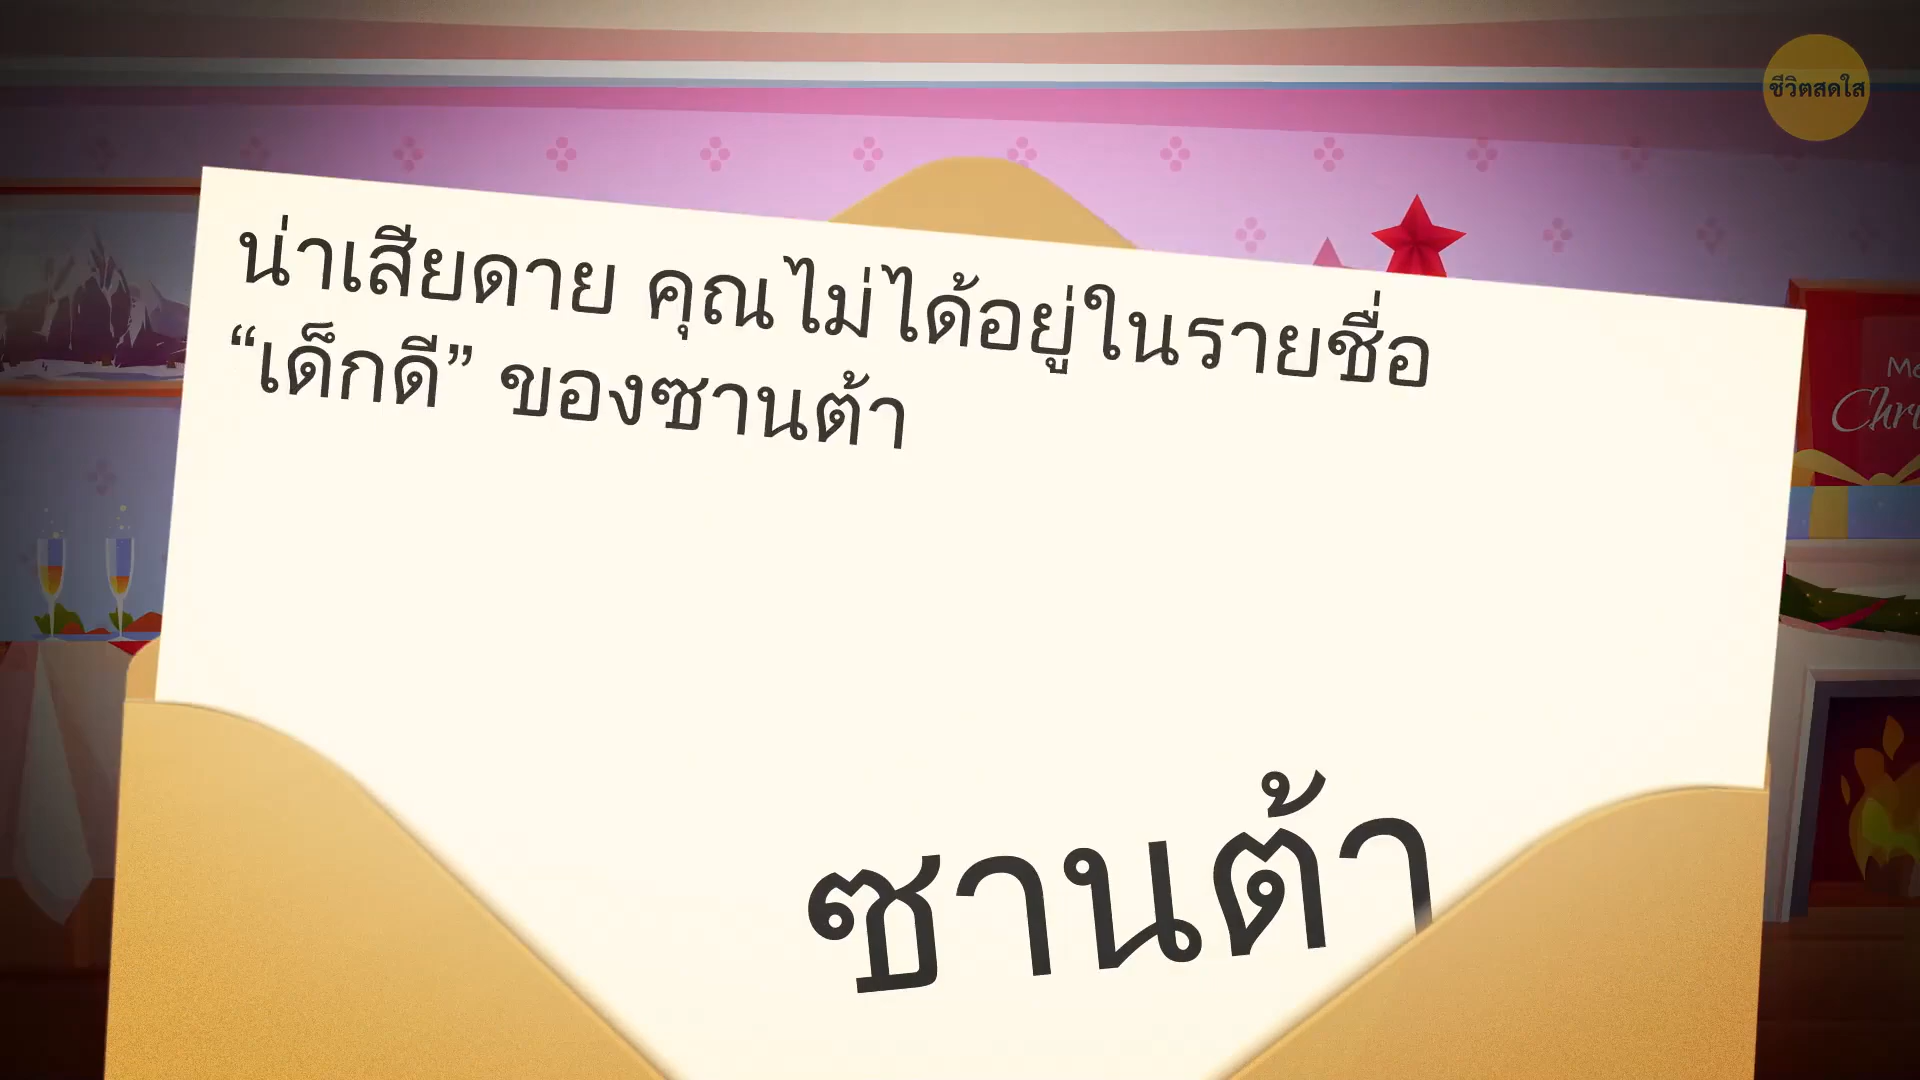 ชีวิตสดใส
น่าเสียดาย คุณไม่ได้อยู่ในรายชื่อ
“เด็กดี” ของซานต้า
ซานต้า